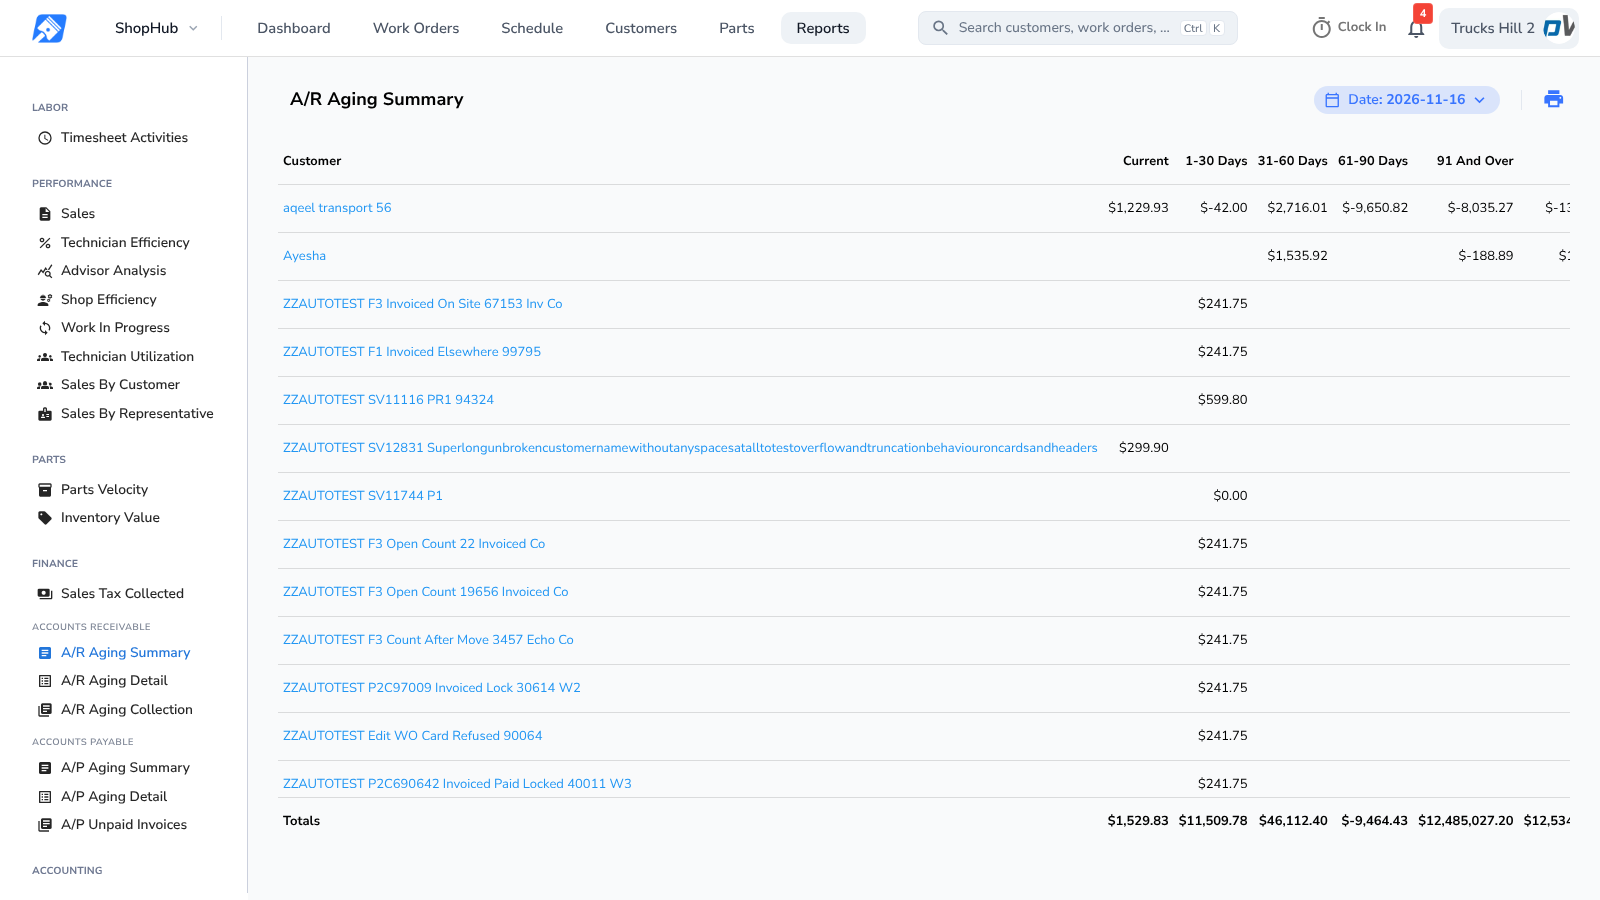 ShopHub
Dashboard
Work Orders
Schedule
Customers
Parts
Reports
Search customers, work orders, ...
Ctrl K
Clock In
4
Trucks Hill 2
LABOR
Timesheet Activities
PERFORMANCE
Sales
Technician Efficiency
Advisor Analysis
Shop Efficiency
Work In Progress
Technician Utilization
Sales By Customer
Sales By Representative
PARTS
Parts Velocity
Inventory Value
FINANCE
Sales Tax Collected
ACCOUNTS RECEIVABLE
A/R Aging Summary
A/R Aging Detail
A/R Aging Collection
ACCOUNTS PAYABLE
A/P Aging Summary
A/P Aging Detail
A/P Unpaid Invoices
ACCOUNTING
A/R Aging Summary
Date: 2026-11-16
Customer Current 1-30 Days 31-60 Days 61-90 Days 91 And Over
aqeel transport 56 $1,229.93 $-42.00 $2,716.01 $-9,650.82 $-8,035.27 $-13
Ayesha $1,535.92 $-188.89 $1
ZZAUTOTEST F3 Invoiced On Site 67153 Inv Co $241.75
ZZAUTOTEST F1 Invoiced Elsewhere 99795 $241.75
ZZAUTOTEST SV11116 PR1 94324 $599.80
ZZAUTOTEST SV12831 Superlongunbrokencustomernamewithoutanyspacesatalltotestoverflowandtruncationbehaviouroncardsandheaders $299.90
ZZAUTOTEST SV11744 P1 $0.00
ZZAUTOTEST F3 Open Count 22 Invoiced Co $241.75
ZZAUTOTEST F3 Open Count 19656 Invoiced Co $241.75
ZZAUTOTEST F3 Count After Move 3457 Echo Co $241.75
ZZAUTOTEST P2C97009 Invoiced Lock 30614 W2 $241.75
ZZAUTOTEST Edit WO Card Refused 90064 $241.75
ZZAUTOTEST P2C690642 Invoiced Paid Locked 40011 W3 $241.75
Totals $1,529.83 $11,509.78 $46,112.40 $-9,464.43 $12,485,027.20 $12,534